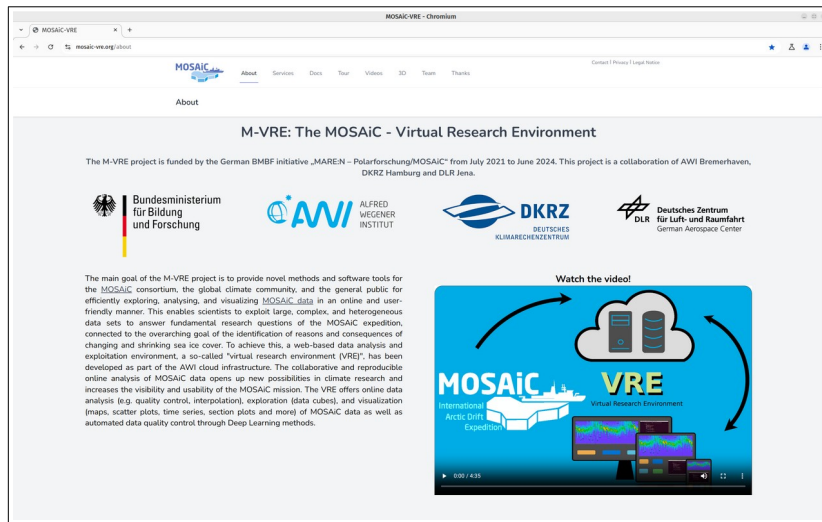 MOSAiC-VRE - Chromium
MOSAiC-VRE
mosaic-vre.org/about
MOSAiC
About Services Docs Tour Videos 3D Team Thanks
Contact | Privacy | Legal Notice
About
M-VRE: The MOSAiC - Virtual Research Environment
The M-VRE project is funded by the German BMBF initiative „MARE:N – Polarforschung/MOSAiC“ from July 2021 to June 2024. This project is a collaboration of AWI Bremerhaven,
DKRZ Hamburg and DLR Jena.
Bundesministerium
für Bildung
und Forschung
AWI
ALFRED
WEGENER
INSTITUT
DKRZ
DEUTSCHES
KLIMARECHENZENTRUM
DLR
Deutsches Zentrum
für Luft- und Raumfahrt
German Aerospace Center
The main goal of the M-VRE project is to provide novel methods and software tools for
the MOSAiC consortium, the global climate community, and the general public for
efficiently exploring, analysing, and visualizing MOSAiC data in an online and user-
friendly manner. This enables scientists to exploit large, complex, and heterogeneous
data sets to answer fundamental research questions of the MOSAiC expedition,
connected to the overarching goal of the identification of reasons and consequences of
changing and shrinking sea ice cover. To achieve this, a web-based data analysis and
exploitation environment, a so-called "virtual research environment (VRE)", has been
developed as part of the AWI cloud infrastructure. The collaborative and reproducible
online analysis of MOSAiC data opens up new possibilities in climate research and
increases the visibility and usability of the MOSAiC mission. The VRE offers online data
analysis (e.g. quality control, interpolation), exploration (data cubes), and visualization
(maps, scatter plots, time series, section plots and more) of MOSAiC data as well as
automated data quality control through Deep Learning methods.
Watch the video!
MOSAiC
International
Arctic Drift
Expedition
VRE
Virtual Research Environment
0:00 / 4:35